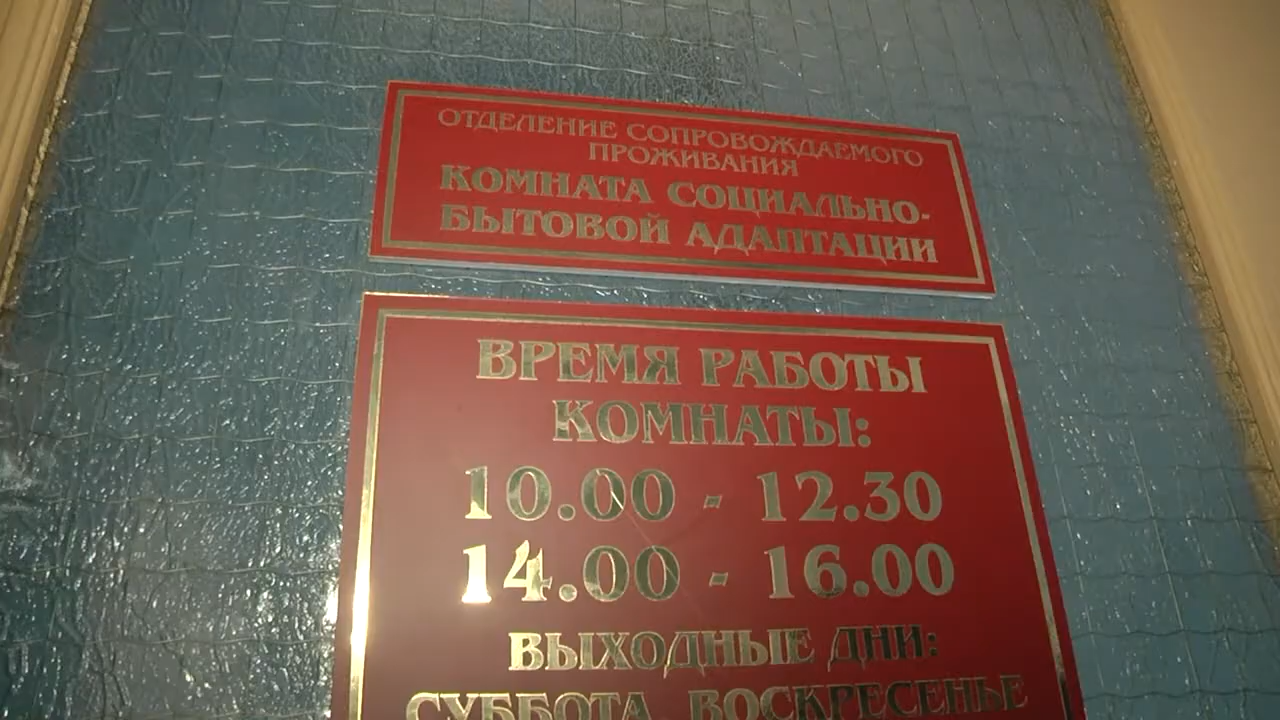 ОТДЕЛЕНИЕ СОПРОВОЖДАЕМОГО
ПРОЖИВАНИЯ
КОМНАТА СОЦИАЛЬНО-
БЫТОВОЙ АДАПТАЦИИ
ВРЕМЯ РАБОТЫ
КОМНАТЫ:
10.00 - 12.30
14.00 - 16.00
ВЫХОДНЫЕ ДНИ:
СУББОТА, ВОСКРЕСЕНЬЕ